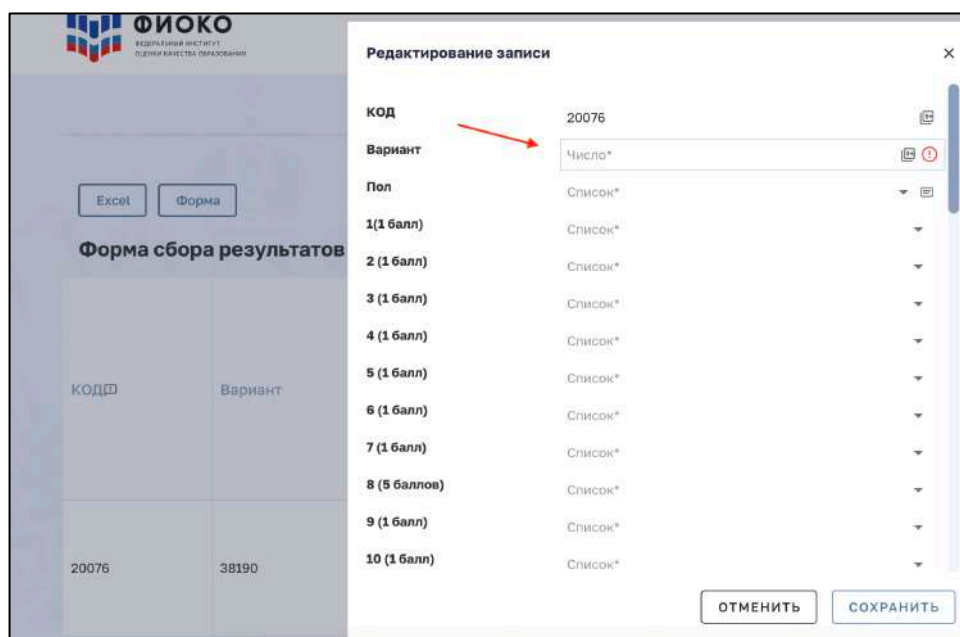 ФИОКО
ФЕДЕРАЛЬНЫЙ ИНСТИТУТ
ОЦЕНКИ КАЧЕСТВА ОБРАЗОВАНИЯ
Excel
Форма
Форма сбора результатов
КОД
Вариант
20076
38190
Редактирование записи
КОД
20076
Вариант
Число*
Пол
Список*
1(1 балл)
Список*
2 (1 балл)
Список*
3 (1 балл)
Список*
4 (1 балл)
Список*
5 (1 балл)
Список*
6 (1 балл)
Список*
7 (1 балл)
Список*
8 (5 баллов)
Список*
9 (1 балл)
Список*
10 (1 балл)
Список*
ОТМЕНИТЬ
СОХРАНИТЬ